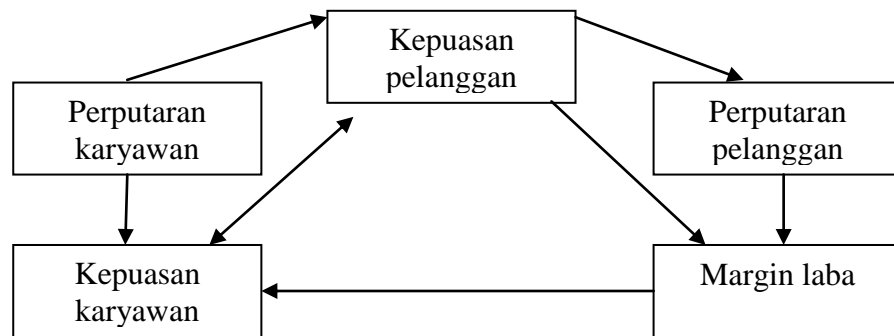 Kepuasan
pelanggan
Perputaran
karyawan
Perputaran
pelanggan
Kepuasan
karyawan
Margin laba